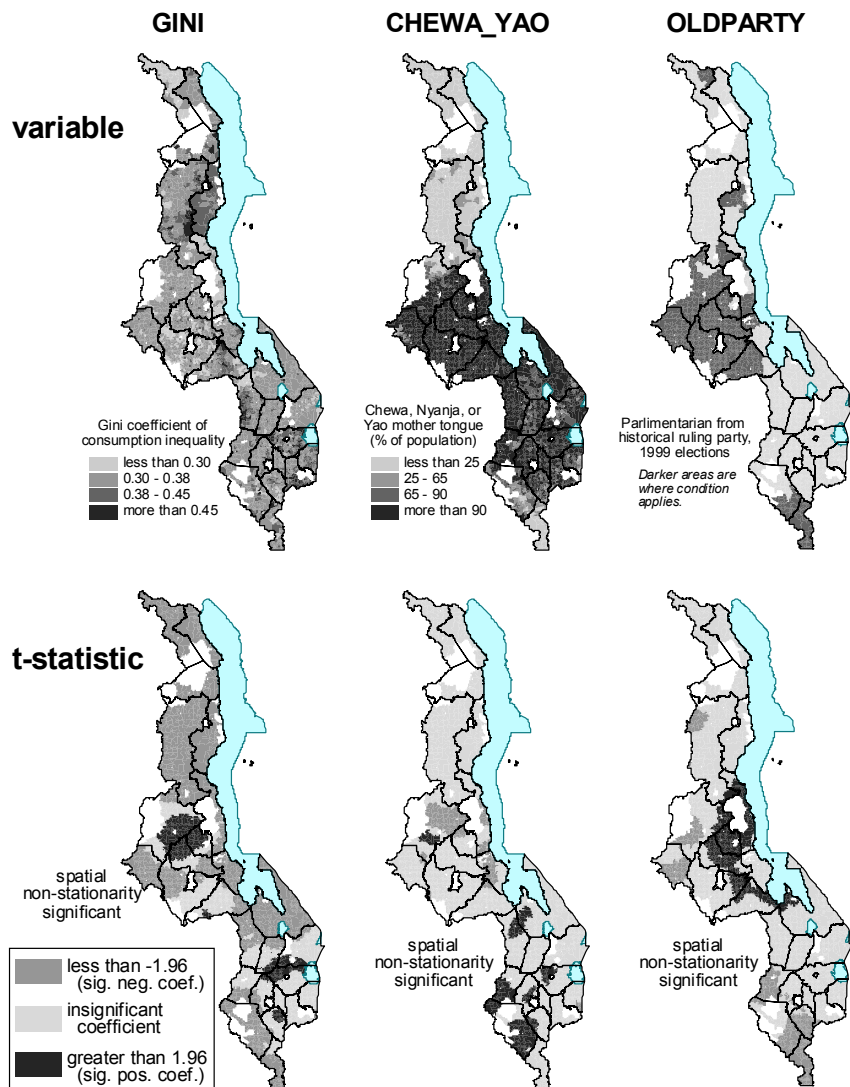 GINI
CHEWA_YAO
OLDPARTY
variable
Gini coefficient of
consumption inequality
less than 0.30
0.30 - 0.38
0.38 - 0.45
more than 0.45
Chewa, Nyanja, or
Yao mother tongue
(% of population)
less than 25
25 - 65
65 - 90
more than 90
Parlimentarian from
historical ruling party,
1999 elections
Darker areas are
where condition
applies.
t-statistic
spatial
non-stationarity
significant
spatial
non-stationarity
significant
spatial
non-stationarity
significant
less than -1.96
(sig. neg. coef.)
insignificant
coefficient
greater than 1.96
(sig. pos. coef.)